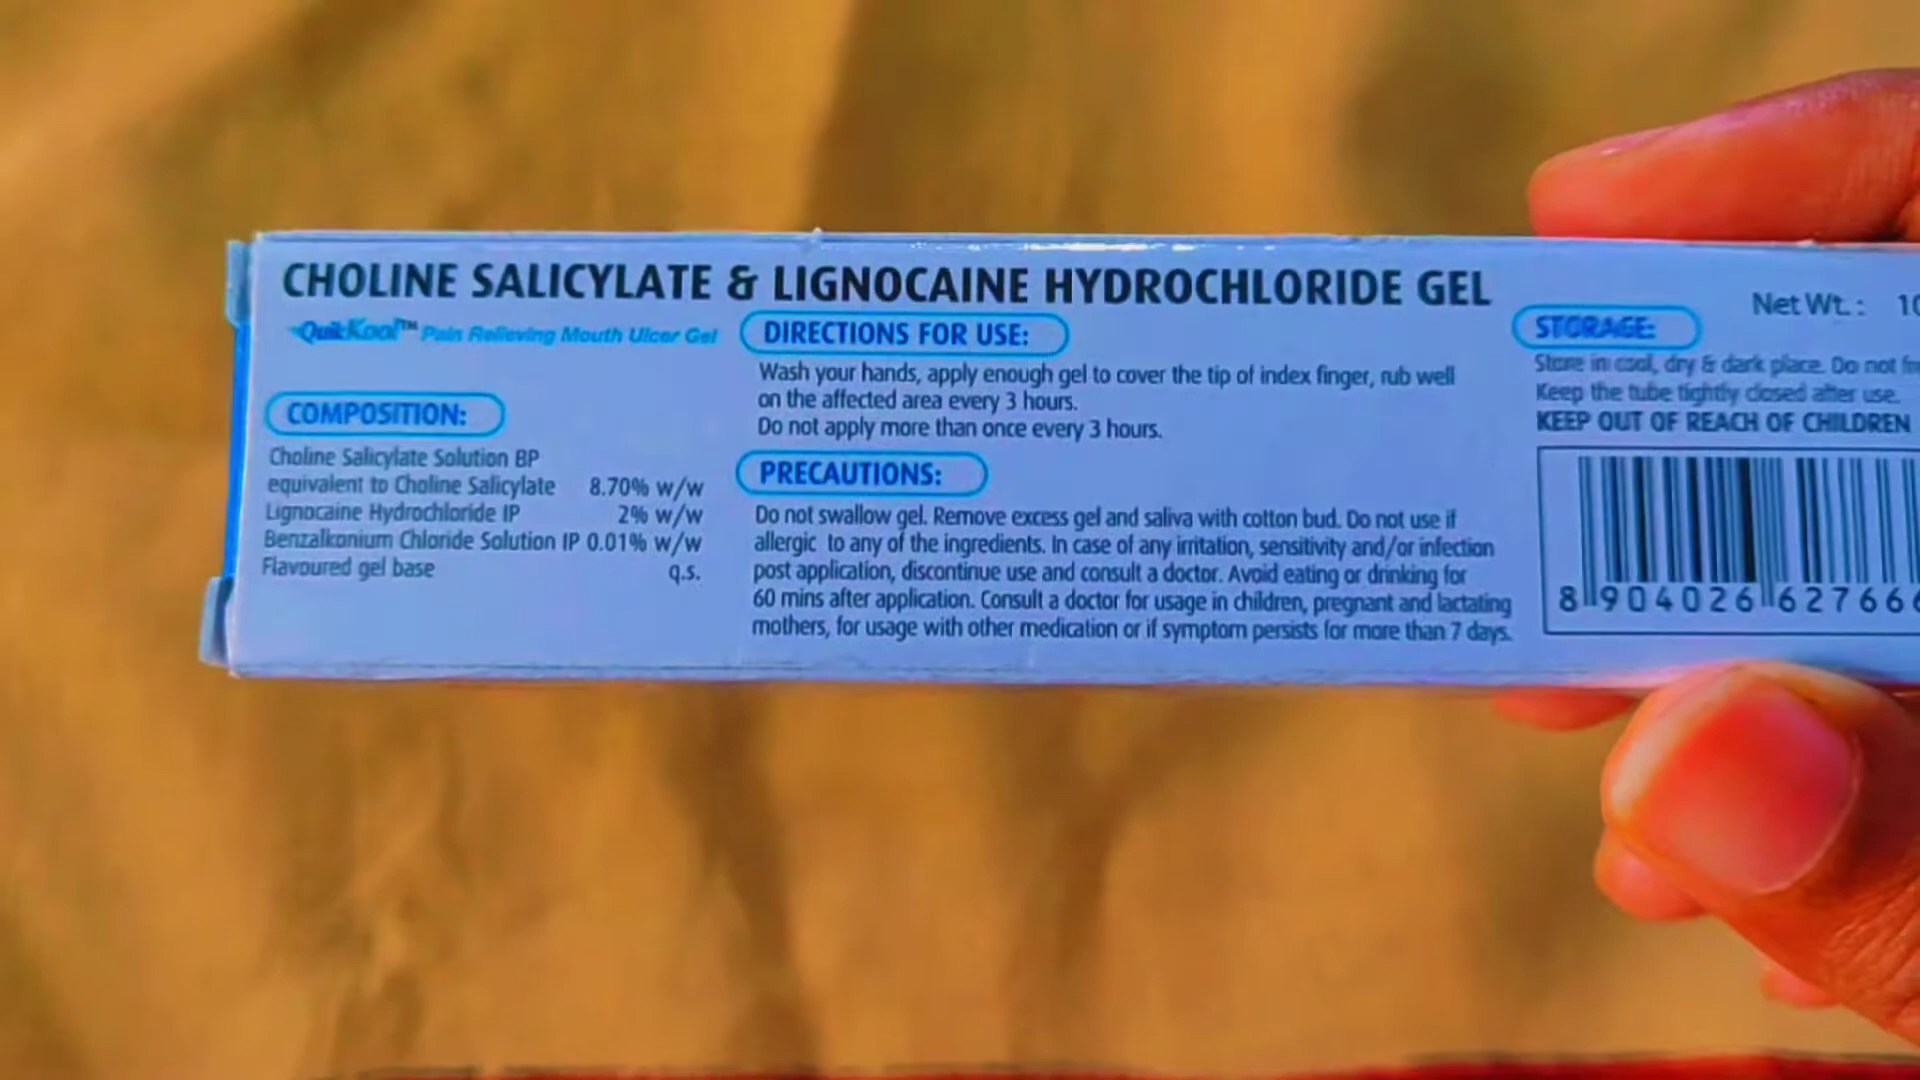 CHOLINE SALICYLATE & LIGNOCAINE HYDROCHLORIDE GEL
QuikKool™ Pain Relieving Mouth Ulcer Gel
COMPOSITION:
Choline Salicylate Solution BP
equivalent to Choline Salicylate 8.70% w/w
Lignocaine Hydrochloride IP 2% w/w
Benzalkonium Chloride Solution IP 0.01% w/w
Flavoured gel base q.s.
DIRECTIONS FOR USE:
Wash your hands, apply enough gel to cover the tip of index finger, rub well
on the affected area every 3 hours.
Do not apply more than once every 3 hours.
PRECAUTIONS:
Do not swallow gel. Remove excess gel and saliva with cotton bud. Do not use if
allergic to any of the ingredients. In case of any irritation, sensitivity and/or infection
post application, discontinue use and consult a doctor. Avoid eating or drinking for
60 mins after application. Consult a doctor for usage in children, pregnant and lactating
mothers, for usage with other medication or if symptom persists for more than 7 days.
Net Wt.: 10
STORAGE:
Store in cool, dry & dark place. Do not
Keep the tube tightly closed after use.
KEEP OUT OF REACH OF CHILDREN
8 904026 62766